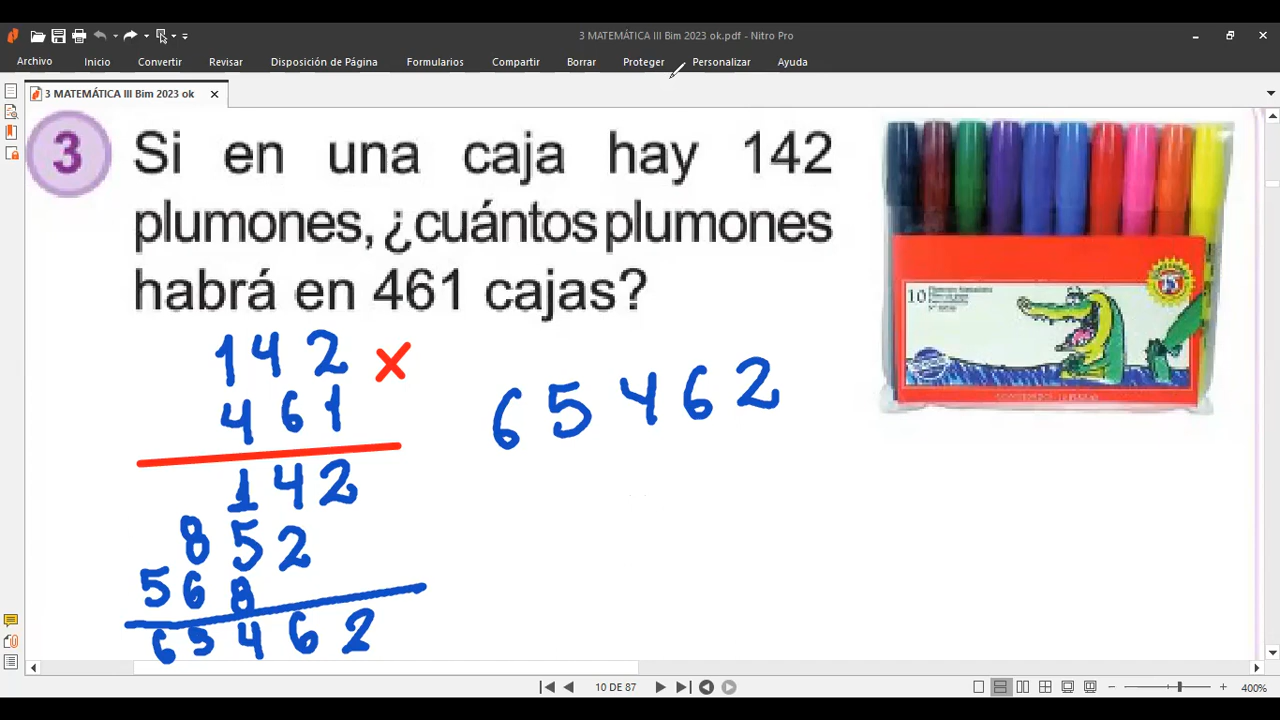 3 MATEMÁTICA III Bim 2023 ok.pdf - Nitro Pro
Archivo Inicio Convertir Revisar Disposición de Página Formularios Compartir Borrar Proteger Personalizar Ayuda
3 MATEMÁTICA III Bim 2023 ok
3 Si en una caja hay 142
plumones, ¿cuántos plumones
habrá en 461 cajas?
142 ×
461
142
852
568
65462
65462
10
10 DE 87
400%